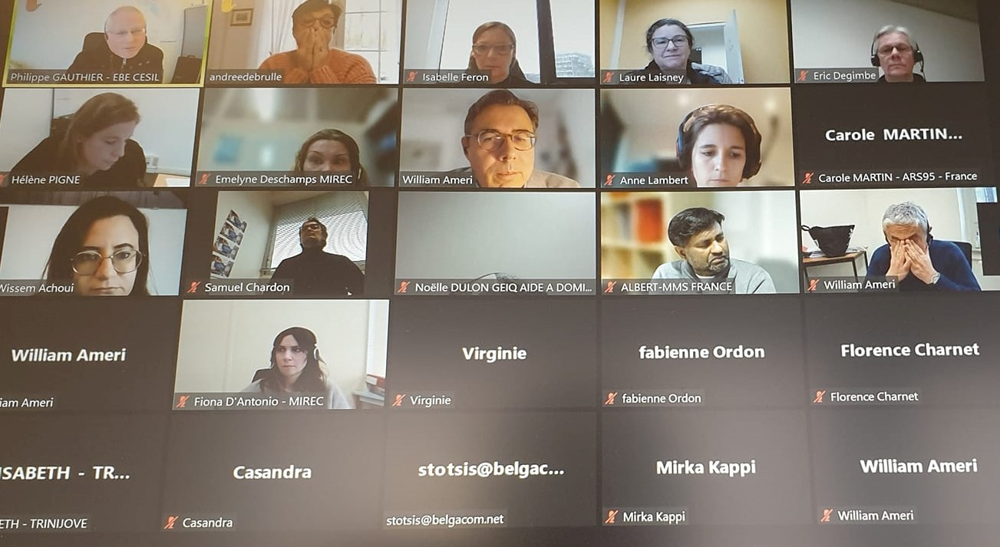 Philippe GAUTHIER - EBE CESIL
andreedebrulle
Isabelle Feron
Laure Laisney
Eric Degimbe
Hélène PIGNE
Emelyne Deschamps MIREC
William Ameri
Anne Lambert
Carole MARTIN...
Carole MARTIN - ARS95 - France
Wissem Achoui
Samuel Chardon
Noëlle DULON GEIQ AIDE A DOMI...
ALBERT-MMS FRANCE
William Ameri
William Ameri
iam Ameri
Fiona D'Antonio - MIREC
Virginie
Virginie
fabienne Ordon
fabienne Ordon
Florence Charnet
Florence Charnet
ISABETH - TR...
ETH - TRINIJOVE
Casandra
Casandra
stotsis@belgac...
stotsis@belgacom.net
Mirka Kappi
Mirka Kappi
William Ameri
William Ameri